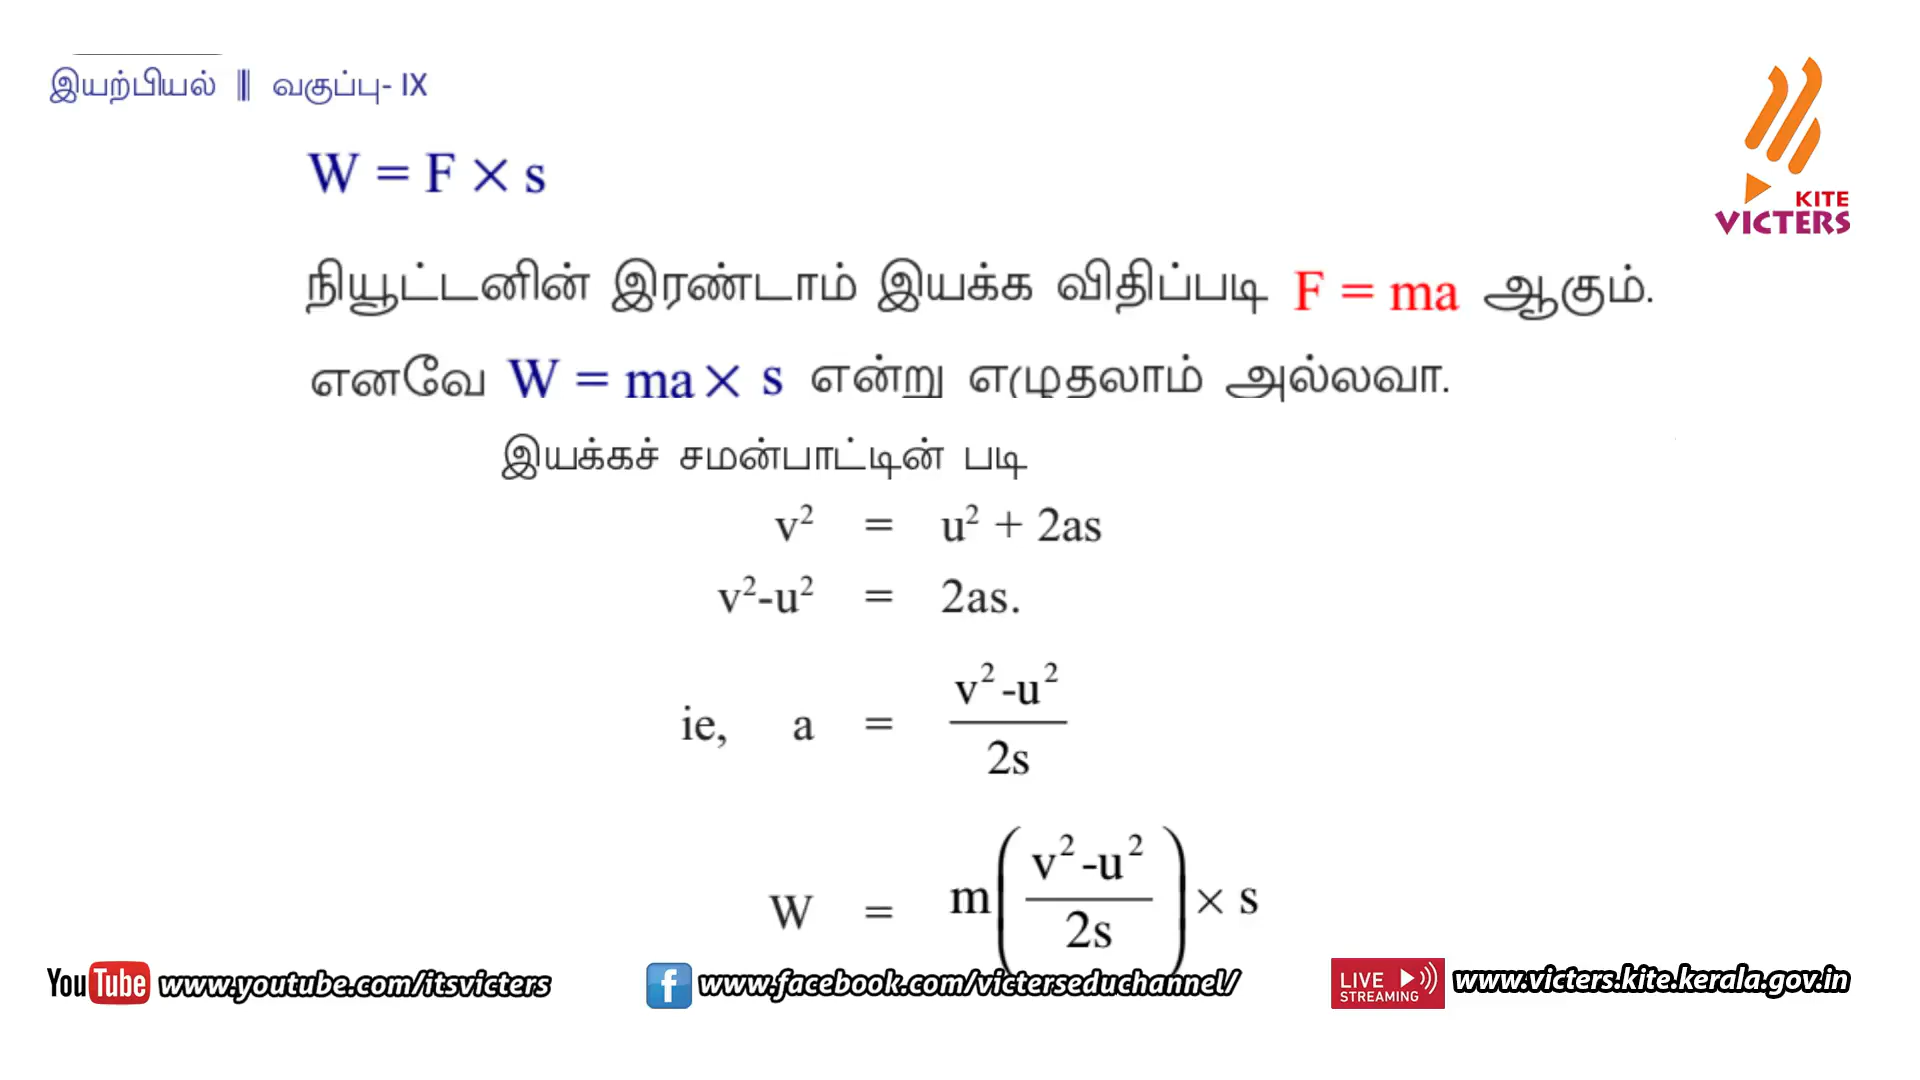 இயற்பியல் || வகுப்பு- IX
KITE
VICTERS
W = F × s
நியூட்டனின் இரண்டாம் இயக்க விதிப்படி F = ma ஆகும்.
எனவே W = ma × s என்று எழுதலாம் அல்லவா.
இயக்கச் சமன்பாட்டின் படி
v² = u² + 2as
v²-u² = 2as.
ie, a = v²-u² / 2s
W = m(v²-u² / 2s) × s
YouTube www.youtube.com/itsvicters
f www.facebook.com/victerseduchannel/
LIVE STREAMING www.victers.kite.kerala.gov.in